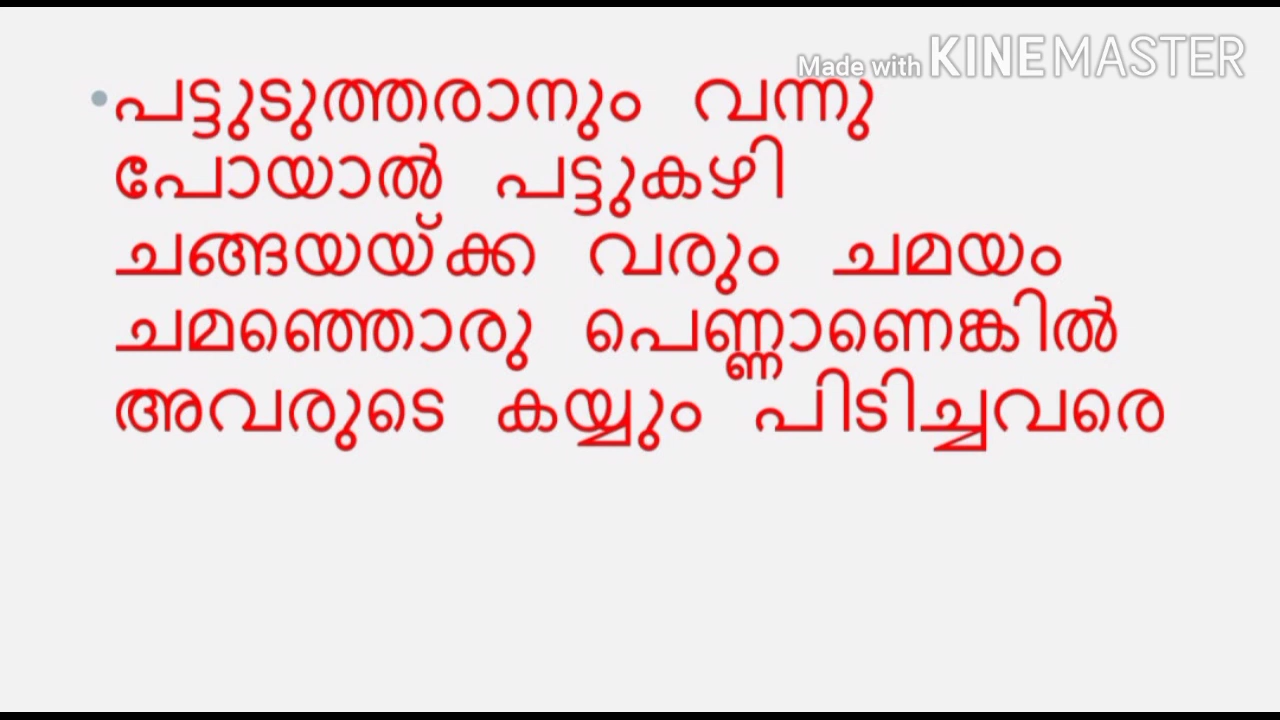 Made with KINEMASTER
•പട്ടുടുത്തരാനും വന്നു
പോയാൽ പട്ടുകഴി
ചങ്ങയയ്ക്ക വരും ചമയം
ചമഞ്ഞൊരു പെണ്ണാണെങ്കിൽ
അവരുടെ കയ്യും പിടിച്ചവരെ